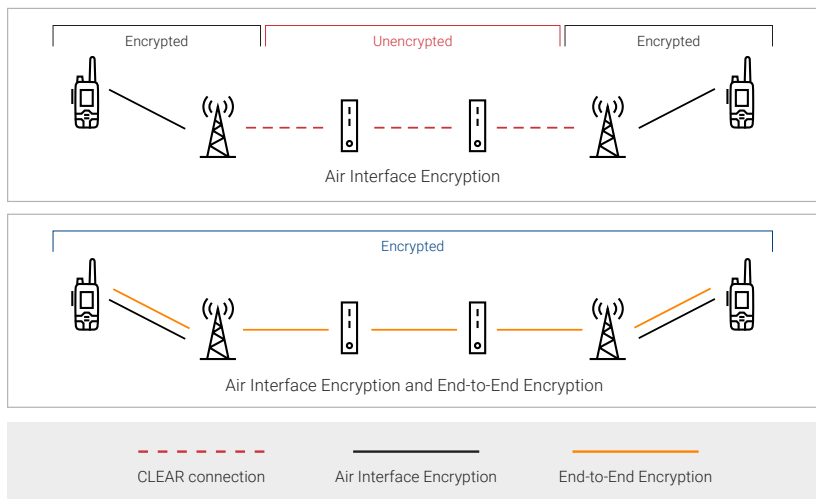 Encrypted
Unencrypted
Encrypted
Air Interface Encryption
Encrypted
Air Interface Encryption and End-to-End Encryption
CLEAR connection
Air Interface Encryption
End-to-End Encryption